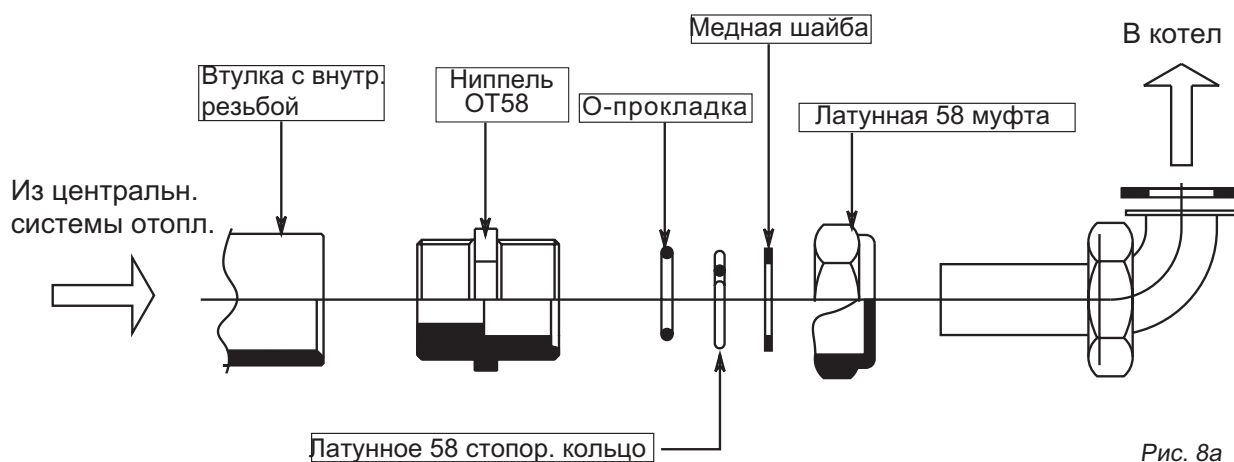 Медная шайба
В котел
Втулка с внутр.
резьбой
Ниппель
ОТ58
О-прокладка
Латунная 58 муфта
Из центральн.
системы отопл.
Латунное 58 стопор. кольцо
Рис. 8а